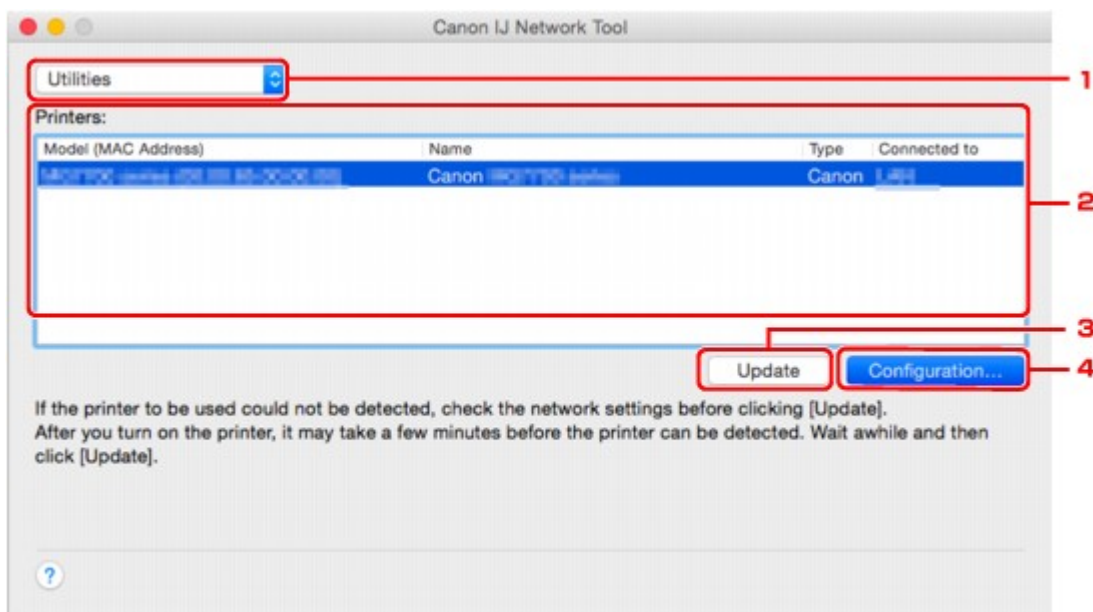 Canon IJ Network Tool
Utilities
1
Printers:
Model (MAC Address) Name Type Connected to
Canon Canon
2
3
Update Configuration... 4
If the printer to be used could not be detected, check the network settings before clicking [Update].
After you turn on the printer, it may take a few minutes before the printer can be detected. Wait awhile and then
click [Update].
?